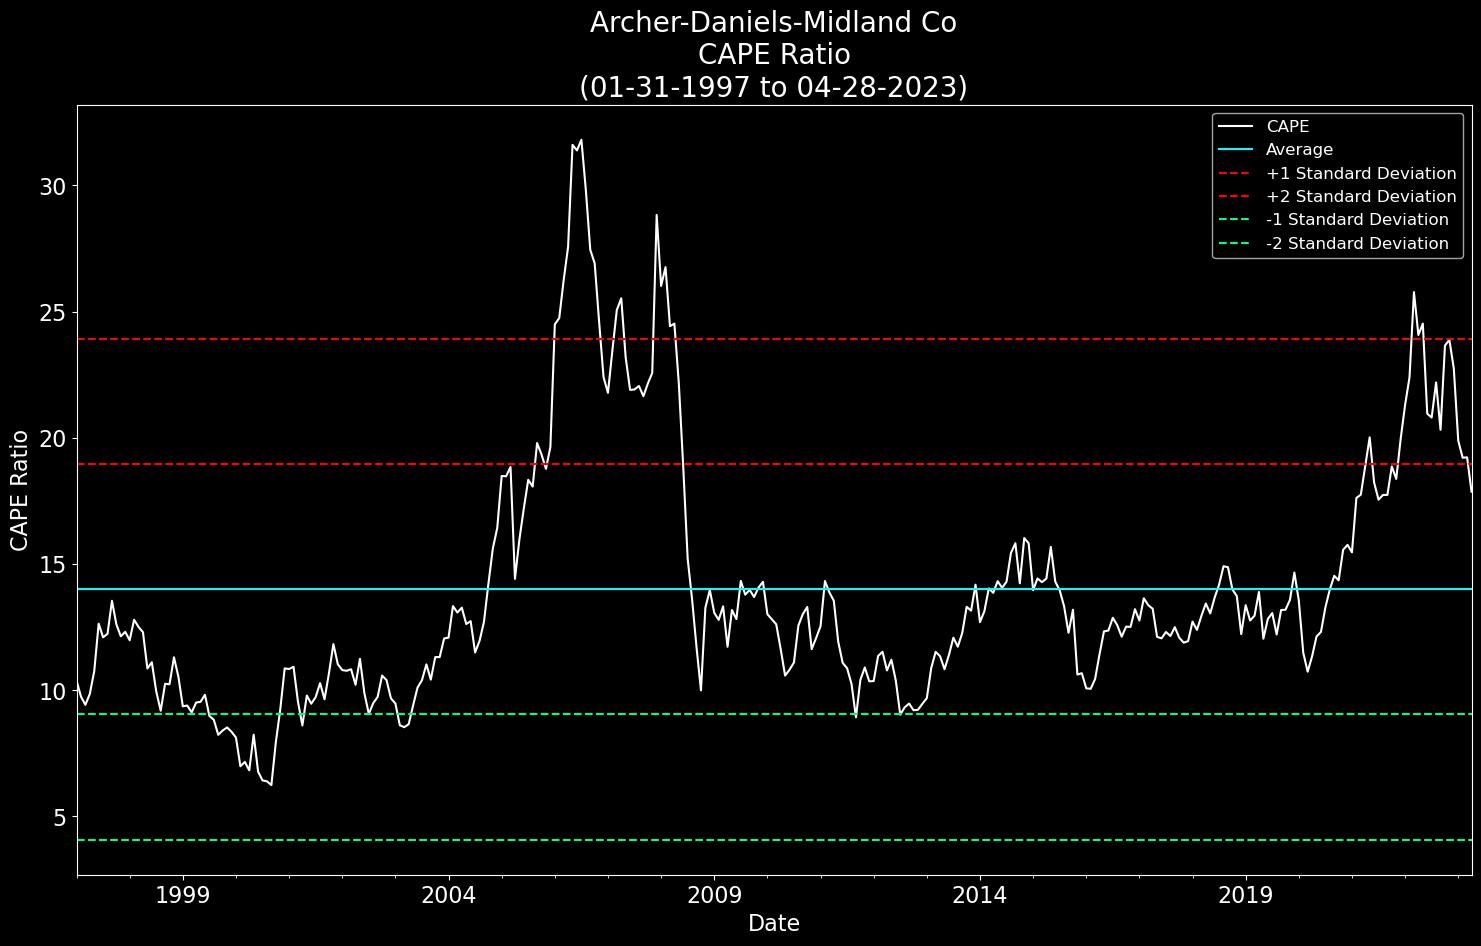 Archer-Daniels-Midland Co
CAPE Ratio
(01-31-1997 to 04-28-2023)
CAPE
Average
+1 Standard Deviation
+2 Standard Deviation
-1 Standard Deviation
-2 Standard Deviation
CAPE Ratio
30
25
20
15
10
5
1999
2004
2009
2014
2019
Date